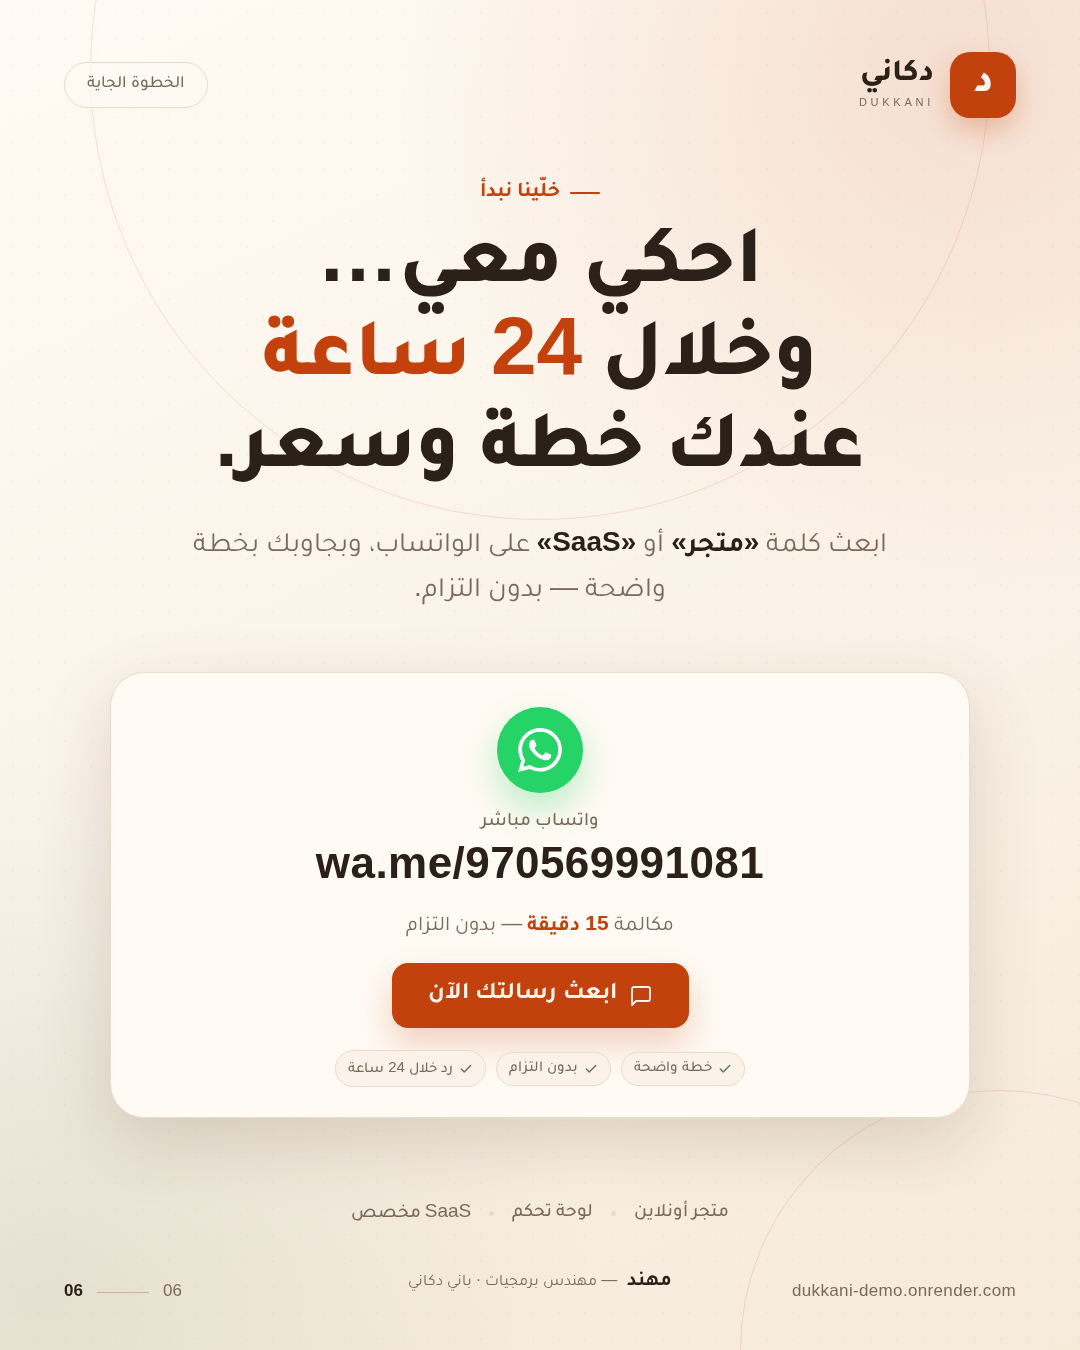 د
دكاني
DUKKANI
الخطوة الجاية
خلّينا نبدأ
احكي معي...
وخلال 24 ساعة
عندك خطة وسعر.
ابعث كلمة «متجر» أو «SaaS» على الواتساب، وبجاوبك بخطة
واضحة — بدون التزام.
واتساب مباشر
wa.me/970569991081
مكالمة 15 دقيقة — بدون التزام
ابعث رسالتك الآن
خطة واضحة
بدون التزام
رد خلال 24 ساعة
متجر أونلاين • لوحة تحكم • SaaS مخصص
dukkani-demo.onrender.com
مهند — مهندس برمجيات · باني دكاني
06 — 06